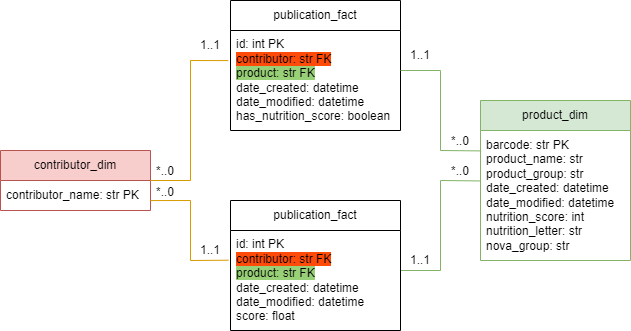 publication_fact
id: int PK
contributor: str FK
product: str FK
date_created: datetime
date_modified: datetime
has_nutrition_score: boolean
1..1
1..1
contributor_dim
contributor_name: str PK
*..0
*..0
product_dim
barcode: str PK
product_name: str
product_group: str
date_created: datetime
date_modified: datetime
nutrition_score: int
nutrition_letter: str
nova_group: str
*..0
*..0
publication_fact
id: int PK
contributor: str FK
product: str FK
date_created: datetime
date_modified: datetime
score: float
1..1
1..1